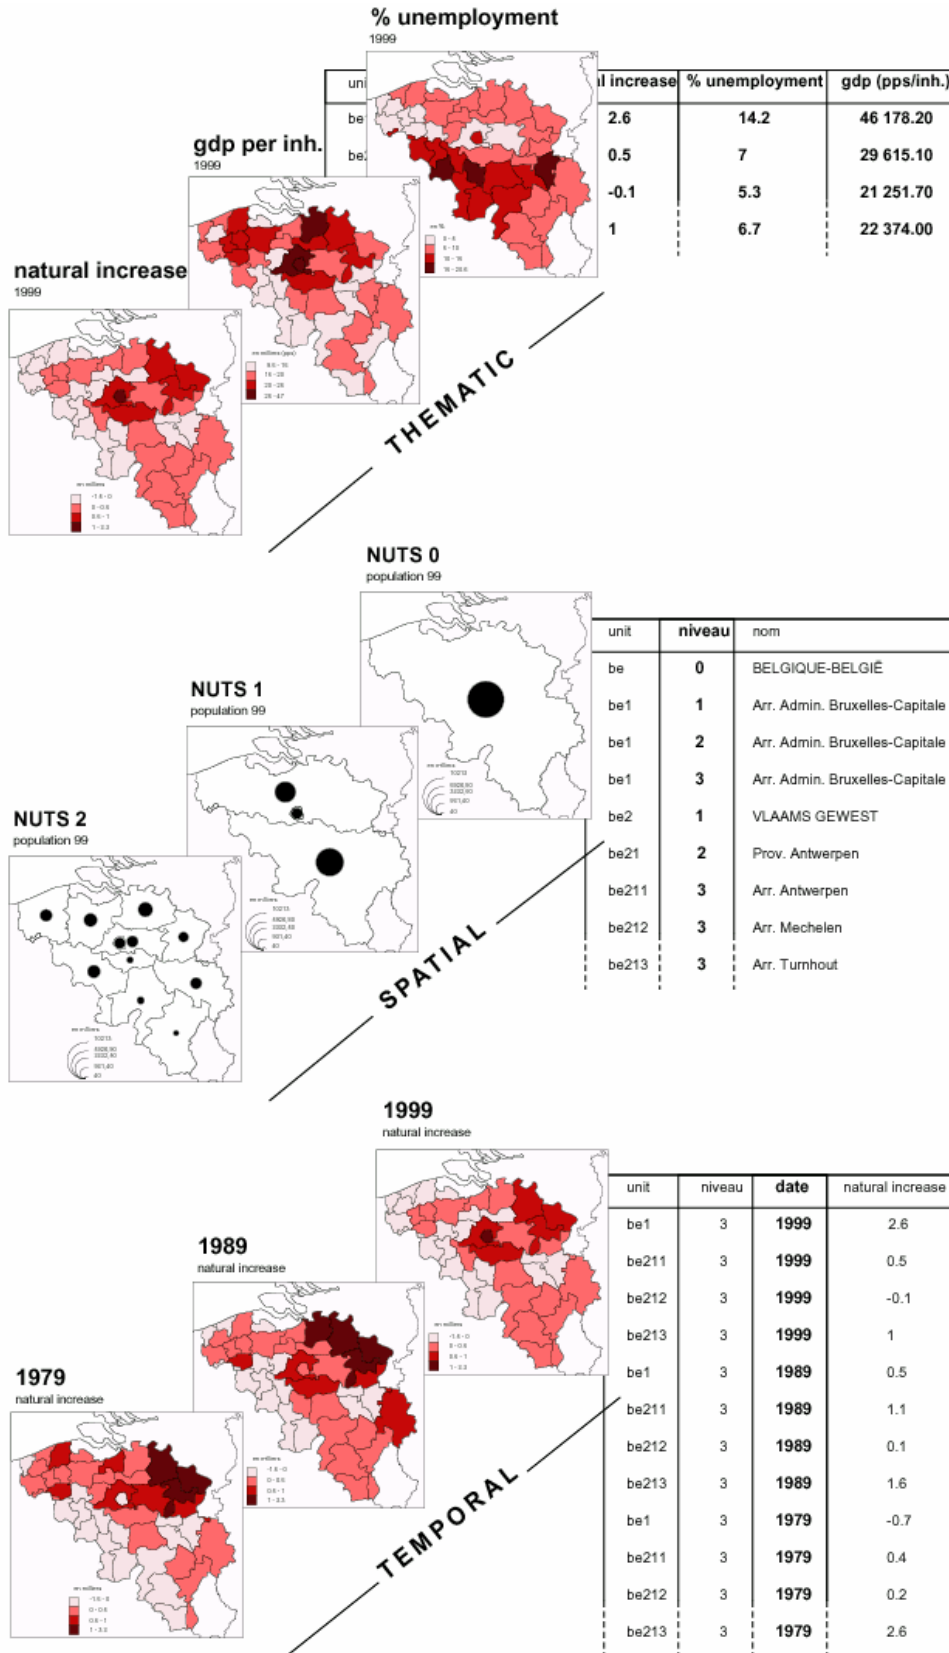 % unemployment
1999
uni
al increase % unemployment gdp (pps/inh.)
be 2.6 14.2 46 178.20
be2 0.5 7 29 615.10
-0.1 5.3 21 251.70
1 6.7 22 374.00
gdp per inh.
1999
natural increase
1999
THEMATIC
NUTS 0
population 99
unit niveau nom
be 0 BELGIQUE-BELGIË
be1 1 Arr. Admin. Bruxelles-Capitale
be1 2 Arr. Admin. Bruxelles-Capitale
be1 3 Arr. Admin. Bruxelles-Capitale
be2 1 VLAAMS GEWEST
be21 2 Prov. Antwerpen
be211 3 Arr. Antwerpen
be212 3 Arr. Mechelen
be213 3 Arr. Turnhout
NUTS 1
population 99
NUTS 2
population 99
SPATIAL
1999
natural increase
unit niveau date natural increase
be1 3 1999 2.6
be211 3 1999 0.5
be212 3 1999 -0.1
be213 3 1999 1
be1 3 1989 0.5
be211 3 1989 1.1
be212 3 1989 0.1
be213 3 1989 1.6
be1 3 1979 -0.7
be211 3 1979 0.4
be212 3 1979 0.2
be213 3 1979 2.6
1989
natural increase
1979
natural increase
TEMPORAL